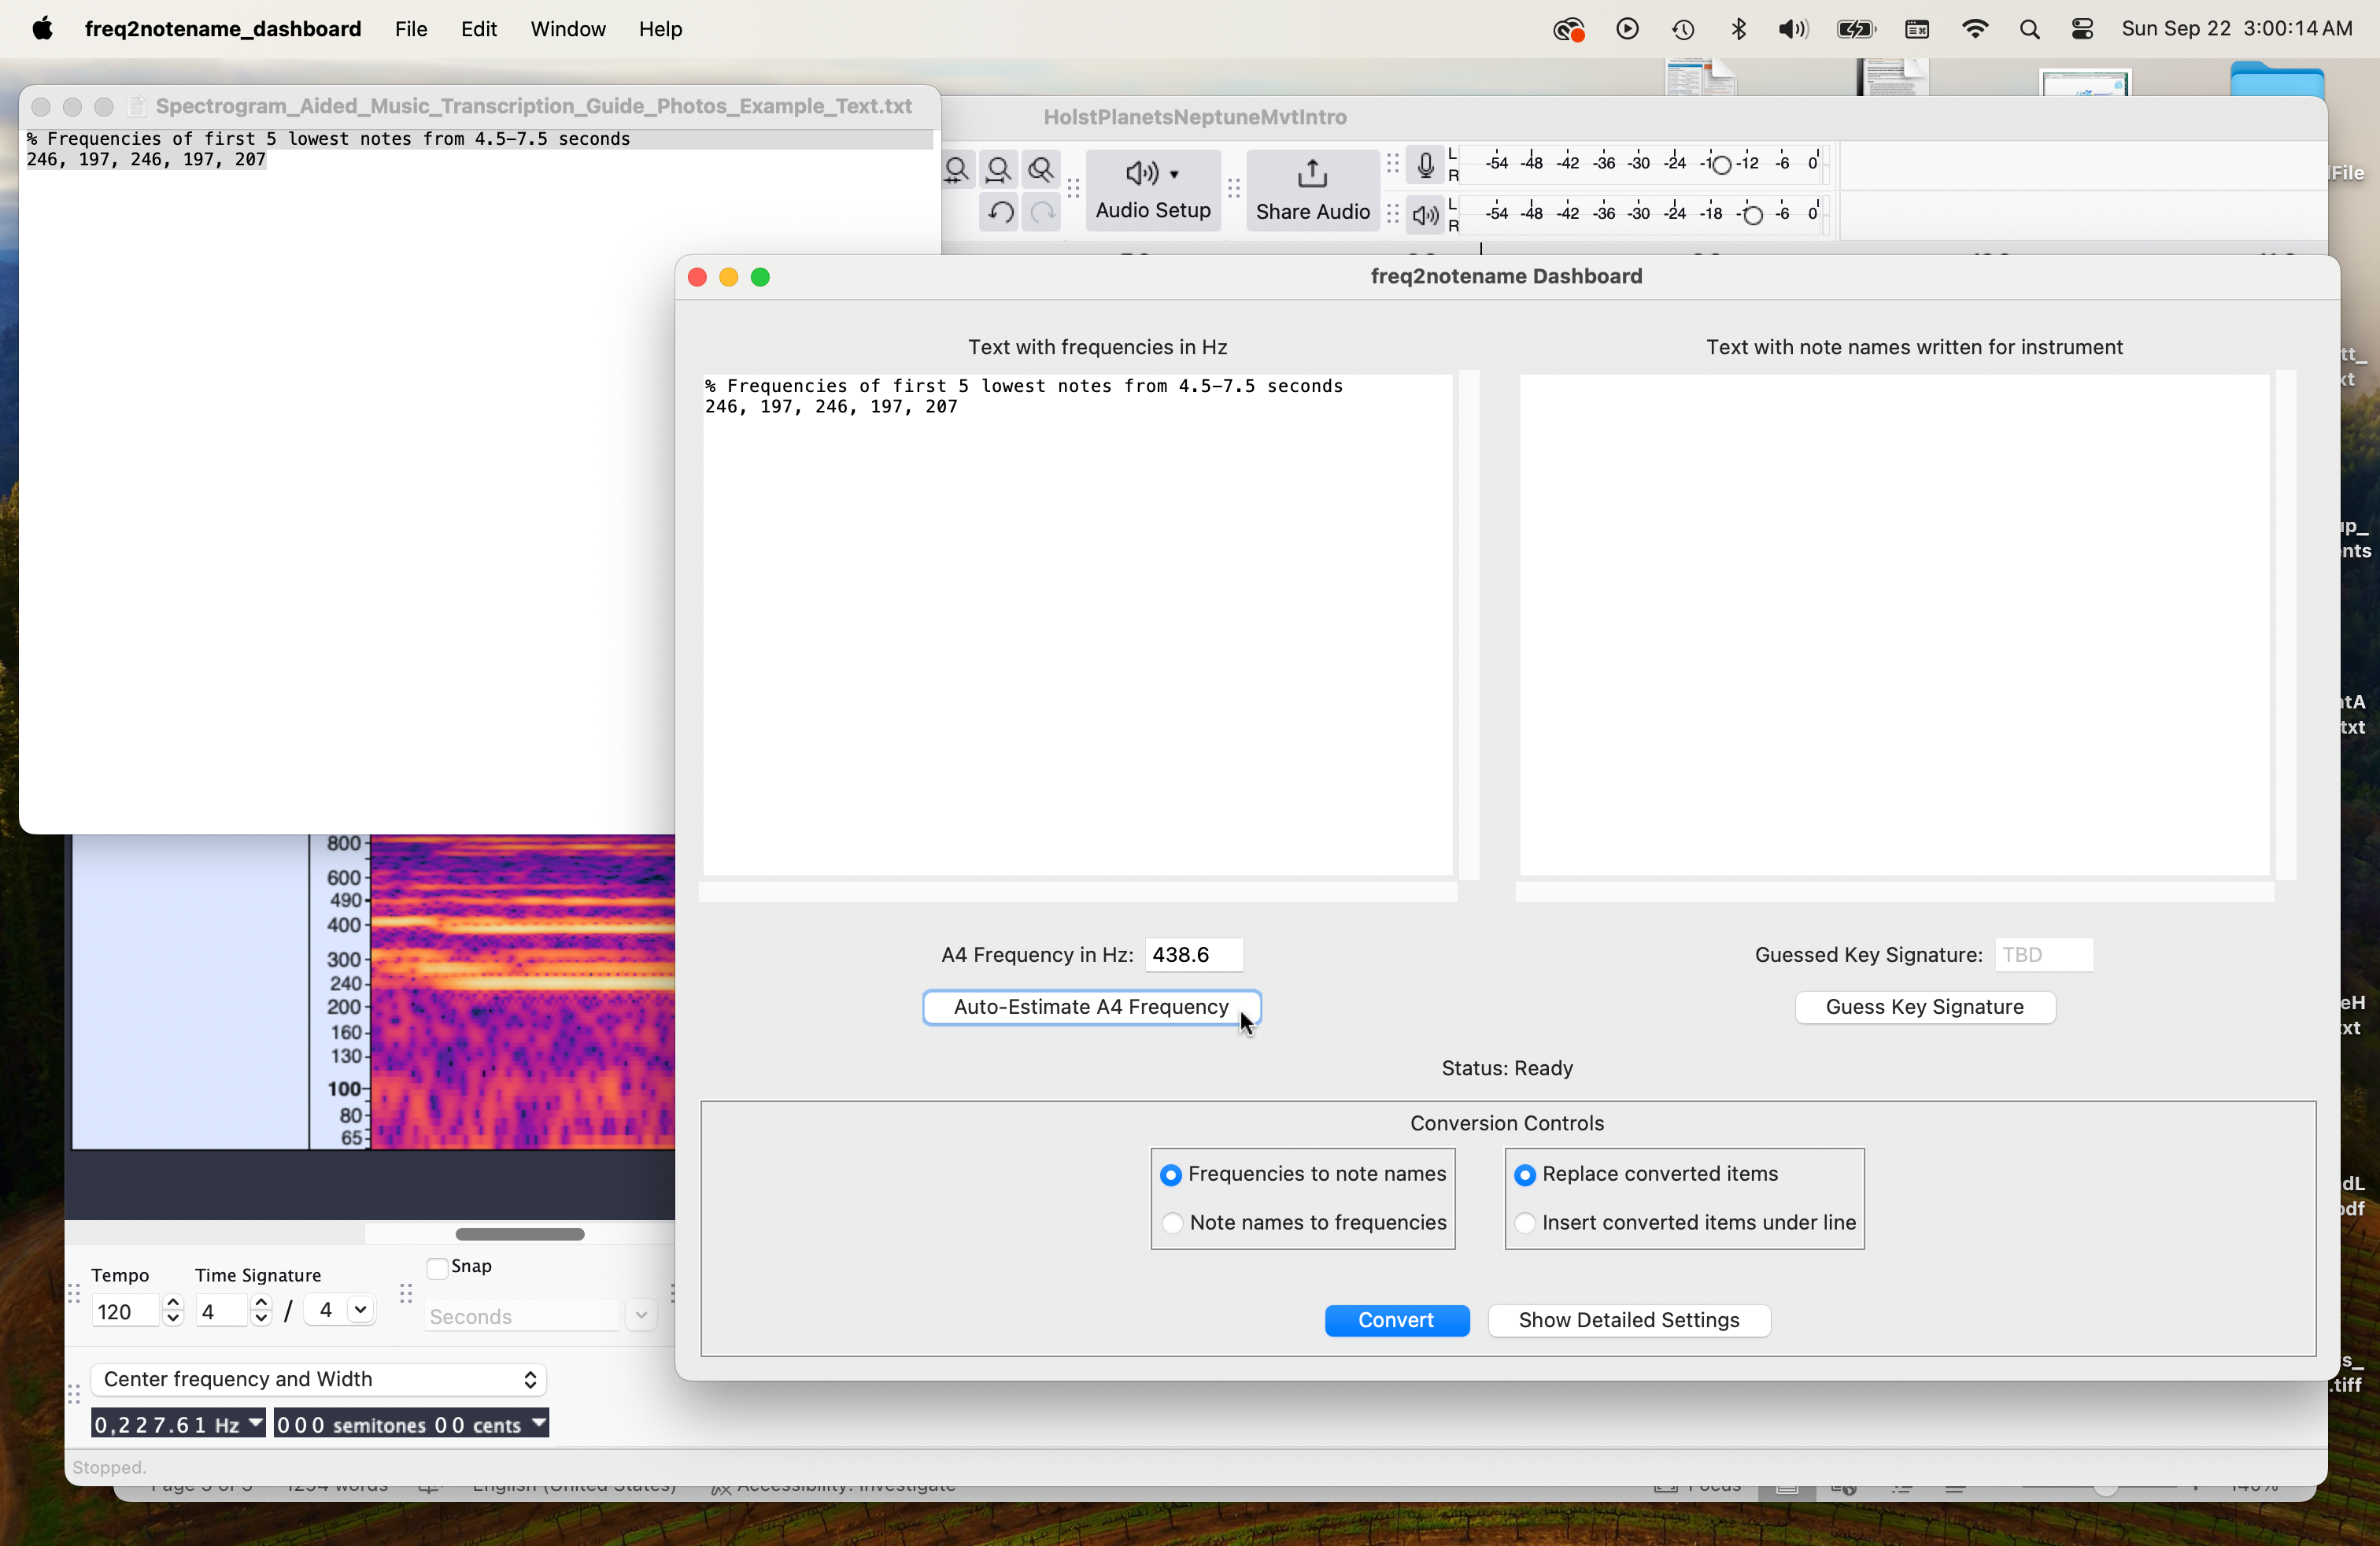 freq2notename_dashboard File Edit Window Help Sun Sep 22 3:00:14 AM
Spectrogram_Aided_Music_Transcription_Guide_Photos_Example_Text.txt
% Frequencies of first 5 lowest notes from 4.5-7.5 seconds
246, 197, 246, 197, 207
HolstPlanetsNeptuneMvtIntro
Audio Setup
Share Audio
L
R
-54 -48 -42 -36 -30 -24 -12 -6 0
L
R
-54 -48 -42 -36 -30 -24 -18 -6 0
freq2notename Dashboard
Text with frequencies in Hz
% Frequencies of first 5 lowest notes from 4.5-7.5 seconds
246, 197, 246, 197, 207
Text with note names written for instrument
A4 Frequency in Hz: 438.6
Auto-Estimate A4 Frequency
Guessed Key Signature: TBD
Guess Key Signature
Status: Ready
Conversion Controls
Frequencies to note names
Note names to frequencies
Replace converted items
Insert converted items under line
Convert
Show Detailed Settings
800
600
490
400
300
240
200
160
130
100
80
65
Tempo
120
Time Signature
4 / 4
Snap
Seconds
Center frequency and Width
0,227.61 Hz 000 semitones 00 cents
Stopped.
File
txt
.tiff